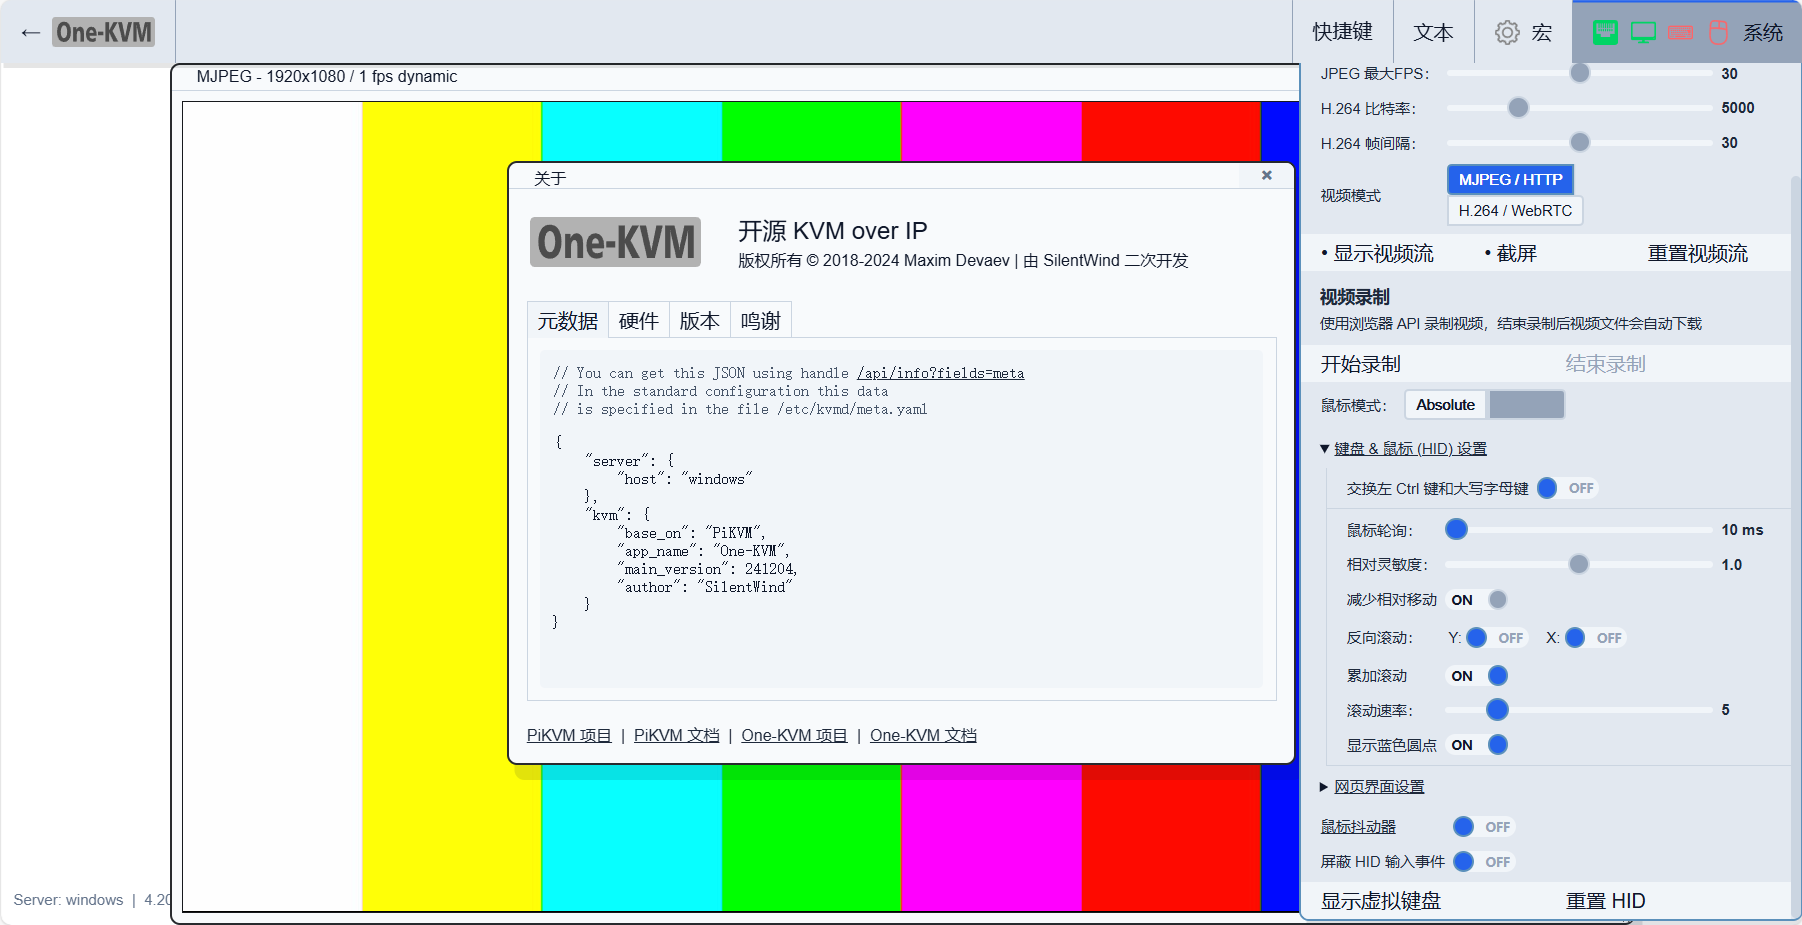 ← One-KVM
快捷键
文本
宏
系统
MJPEG - 1920x1080 / 1 fps dynamic
关于
×
One-KVM
开源 KVM over IP
版权所有 © 2018-2024 Maxim Devaev | 由 SilentWind 二次开发
元数据 硬件 版本 鸣谢
// You can get this JSON using handle /api/info?fields=meta
// In the standard configuration this data
// is specified in the file /etc/kvmd/meta.yaml
{
"server": {
"host": "windows"
},
"kvm": {
"base_on": "PiKVM",
"app_name": "One-KVM",
"main_version": 241204,
"author": "SilentWind"
}
}
PiKVM 项目 | PiKVM 文档 | One-KVM 项目 | One-KVM 文档
JPEG 最大FPS： 30
H.264 比特率： 5000
H.264 帧间隔： 30
视频模式
MJPEG / HTTP
H.264 / WebRTC
• 显示视频流 • 截屏 重置视频流
视频录制
使用浏览器 API 录制视频，结束录制后视频文件会自动下载
开始录制 结束录制
鼠标模式： Absolute
▼ 键盘 & 鼠标 (HID) 设置
交换左 Ctrl 键和大写字母键 OFF
鼠标轮询： 10 ms
相对灵敏度： 1.0
减少相对移动 ON
反向滚动： Y: OFF X: OFF
累加滚动 ON
滚动速率： 5
显示蓝色圆点 ON
▶ 网页界面设置
鼠标抖动器 OFF
屏蔽 HID 输入事件 OFF
显示虚拟键盘 重置 HID
Server: windows | 4.20